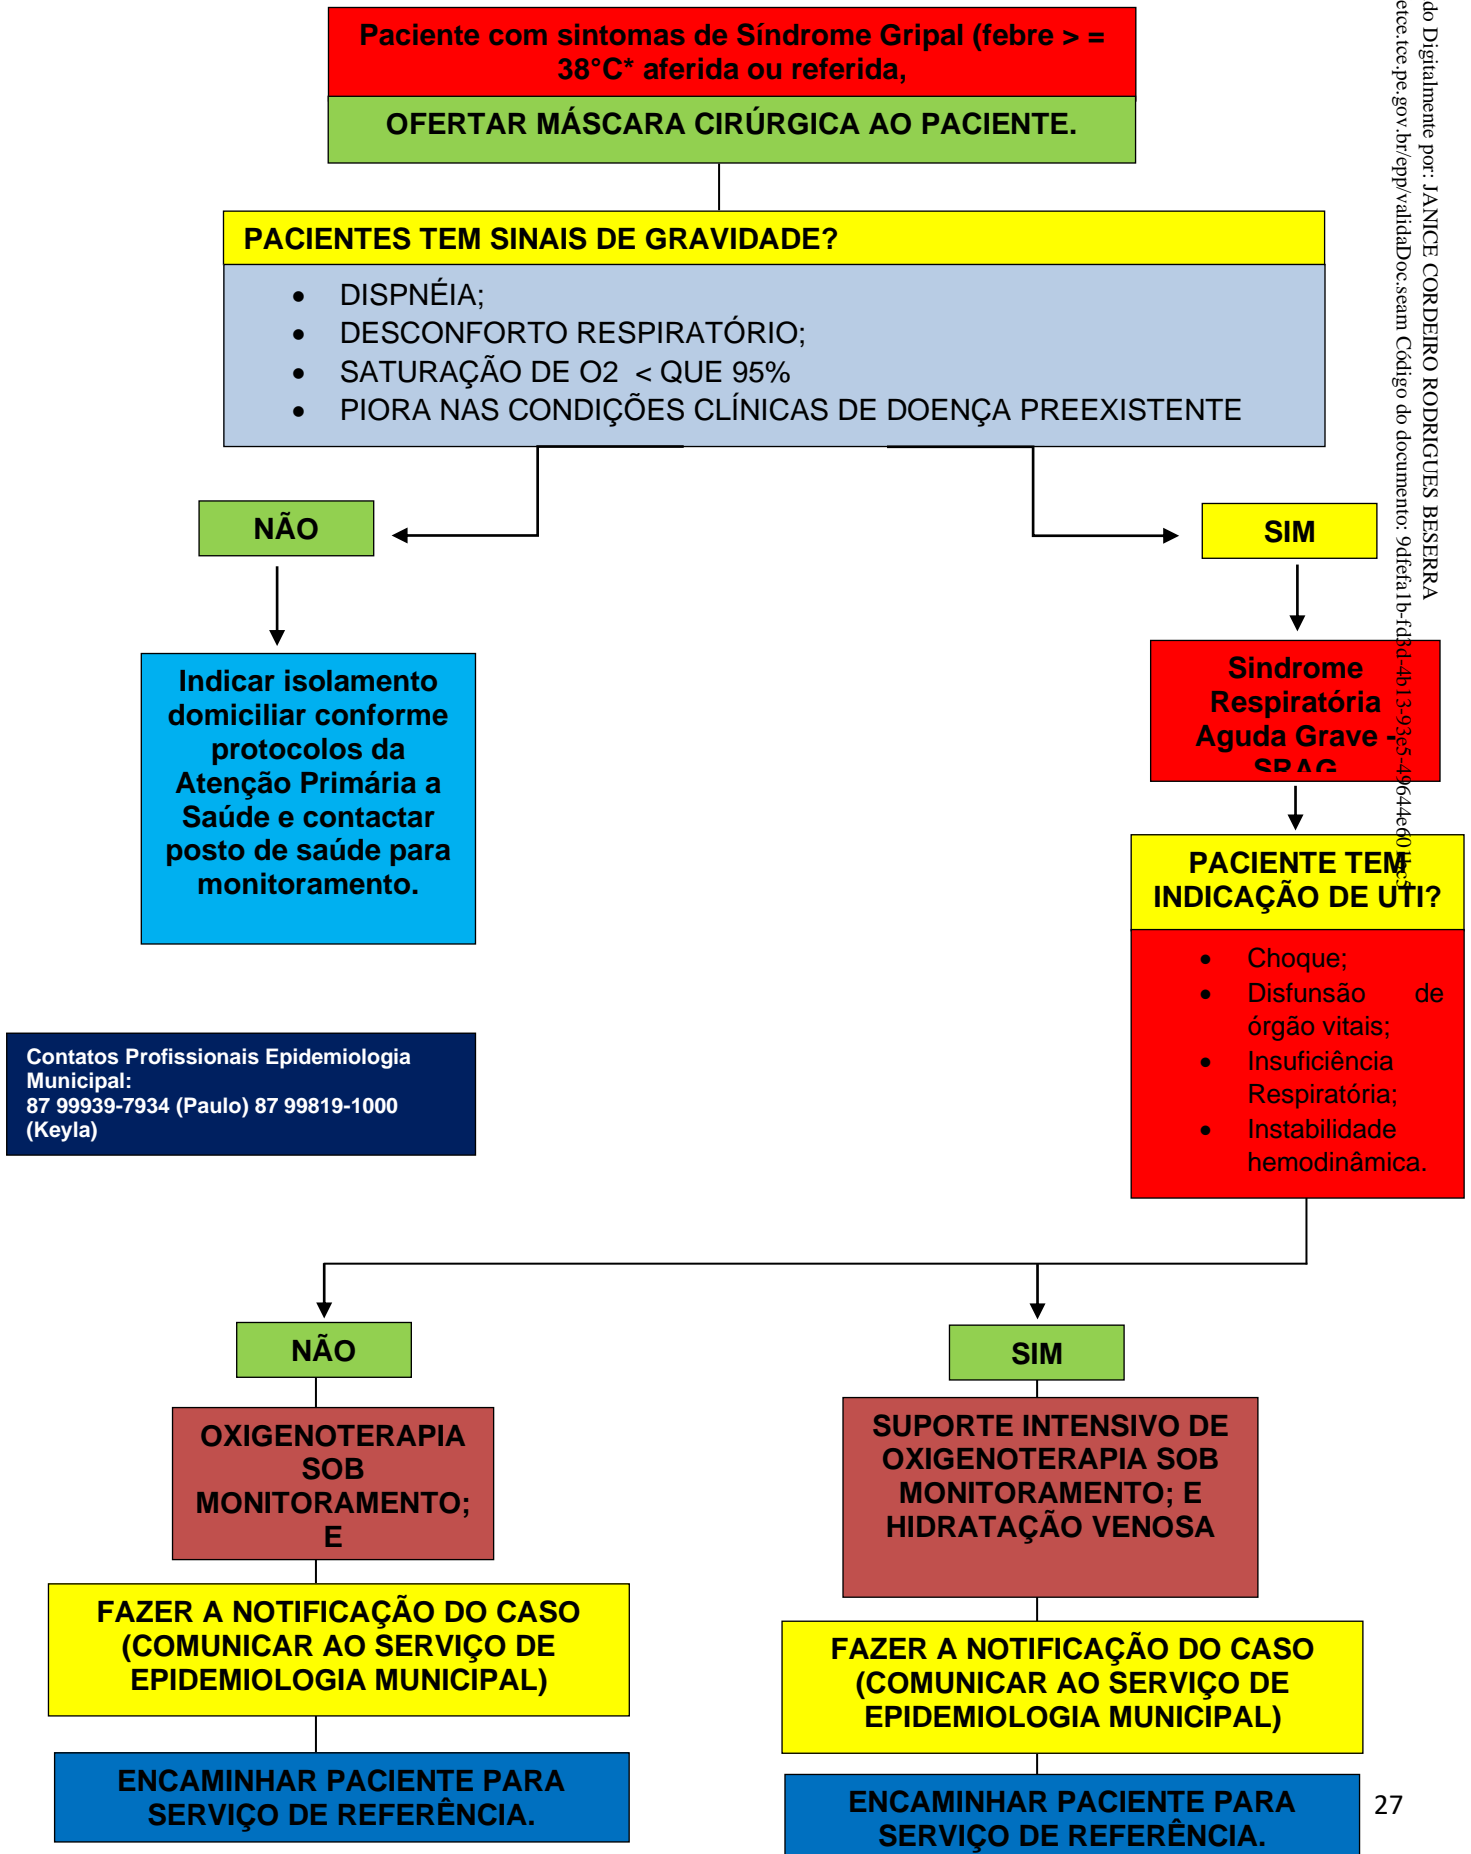 Paciente com sintomas de Síndrome Gripal (febre > =
38°C* aferida ou referida,
OFERTAR MÁSCARA CIRÚRGICA AO PACIENTE.
PACIENTES TEM SINAIS DE GRAVIDADE?
• DISPNÉIA;
• DESCONFORTO RESPIRATÓRIO;
• SATURAÇÃO DE O2 < QUE 95%
• PIORA NAS CONDIÇÕES CLÍNICAS DE DOENÇA PREEXISTENTE
NÃO
SIM
Indicar isolamento
domiciliar conforme
protocolos da
Atenção Primária a
Saúde e contactar
posto de saúde para
monitoramento.
Sindrome
Respiratória
Aguda Grave -
SRAG
PACIENTE TEM
INDICAÇÃO DE UTI?
• Choque;
• Disfunsão de
órgão vitais;
• Insuficiência
Respiratória;
• Instabilidade
hemodinâmica.
Contatos Profissionais Epidemiologia
Municipal:
87 99939-7934 (Paulo) 87 99819-1000
(Keyla)
NÃO
OXIGENOTERAPIA
SOB
MONITORAMENTO;
E
FAZER A NOTIFICAÇÃO DO CASO
(COMUNICAR AO SERVIÇO DE
EPIDEMIOLOGIA MUNICIPAL)
ENCAMINHAR PACIENTE PARA
SERVIÇO DE REFERÊNCIA.
SIM
SUPORTE INTENSIVO DE
OXIGENOTERAPIA SOB
MONITORAMENTO; E
HIDRATAÇÃO VENOSA
FAZER A NOTIFICAÇÃO DO CASO
(COMUNICAR AO SERVIÇO DE
EPIDEMIOLOGIA MUNICIPAL)
ENCAMINHAR PACIENTE PARA
SERVIÇO DE REFERÊNCIA.
27
do Digitalmente por: JANICE CORDEIRO RODRIGUES BESERRA
etce.tce.pe.gov.br/epp/validaDoc.seam Código do documento: